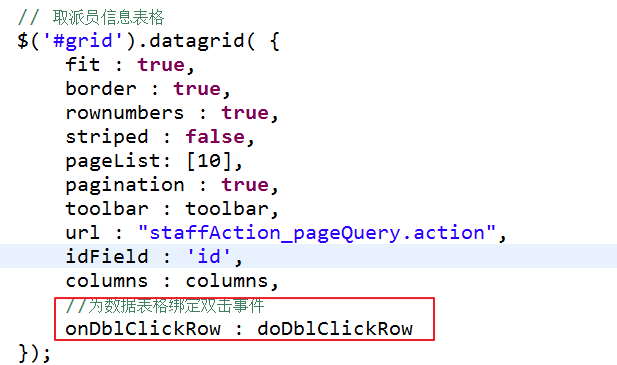 // 取派员信息表格
$('#grid').datagrid( {
fit : true,
border : true,
rownumbers : true,
striped : false,
pageList: [10],
pagination : true,
toolbar : toolbar,
url : "staffAction_pageQuery.action",
idField : 'id',
columns : columns,
//为数据表格绑定双击事件
onDblClickRow : doDblClickRow
});